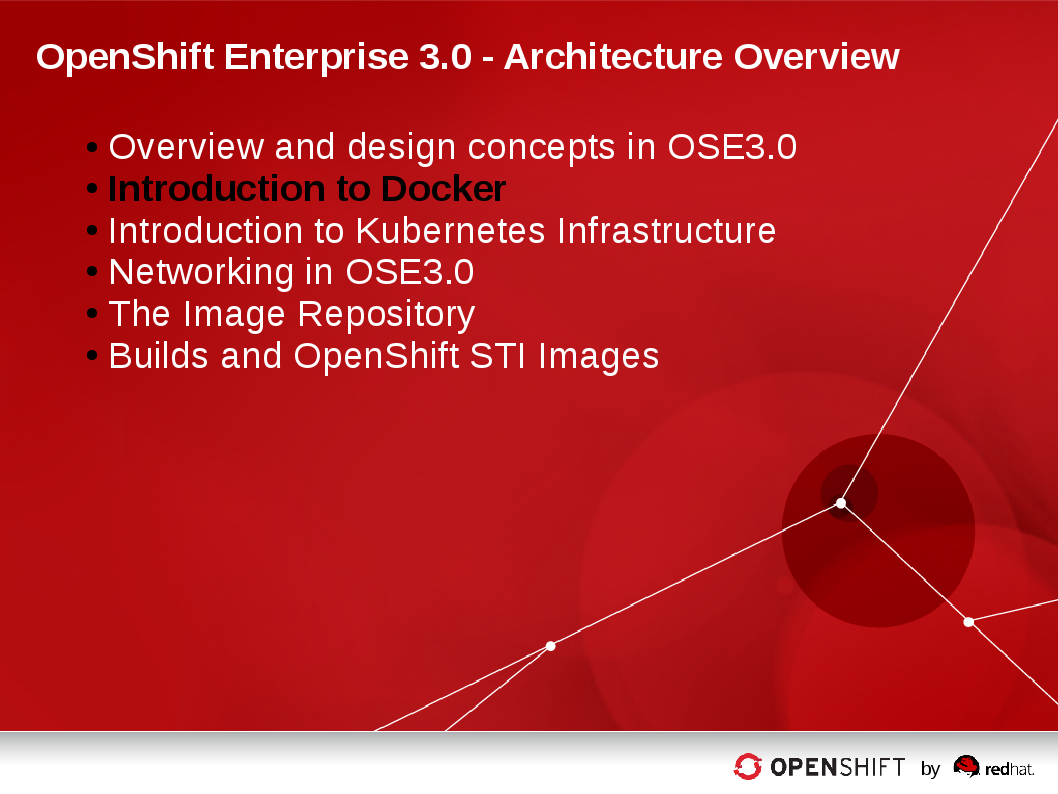 OpenShift Enterprise 3.0 - Architecture Overview
• Overview and design concepts in OSE3.0
• Introduction to Docker
• Introduction to Kubernetes Infrastructure
• Networking in OSE3.0
• The Image Repository
• Builds and OpenShift STI Images
OPENSHIFT by redhat.